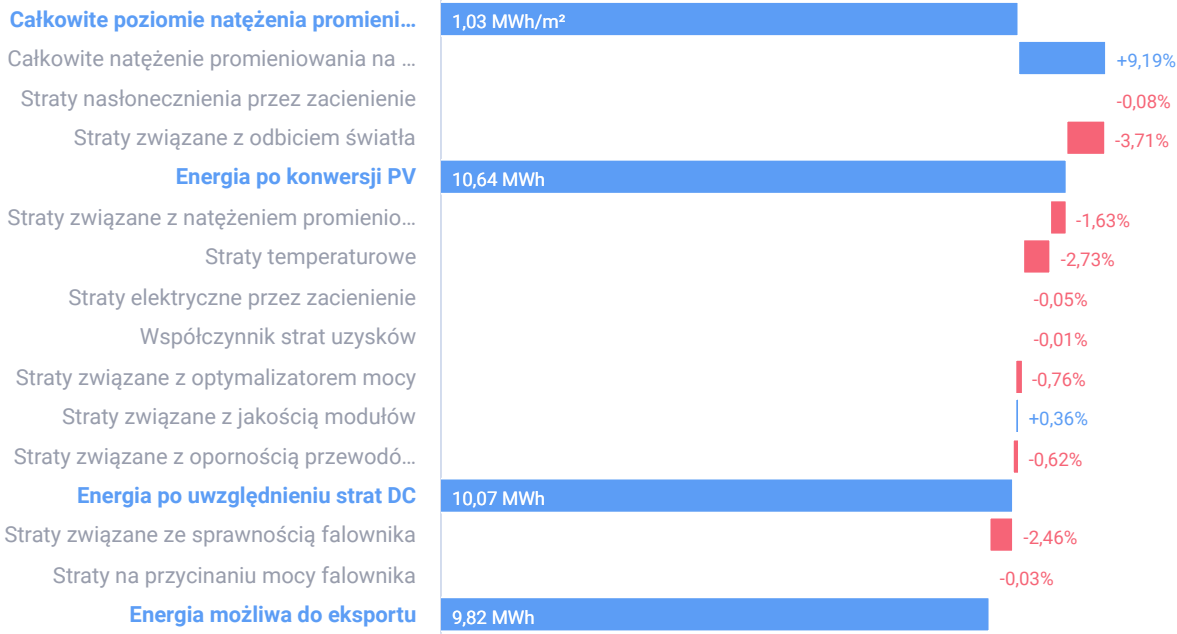 Całkowite poziomie natężenia promieni… 1,03 MWh/m²
Całkowite natężenie promieniowania na … +9,19%
Straty nasłonecznienia przez zacienienie -0,08%
Straty związane z odbiciem światła -3,71%
Energia po konwersji PV 10,64 MWh
Straty związane z natężeniem promienio… -1,63%
Straty temperaturowe -2,73%
Straty elektryczne przez zacienienie -0,05%
Współczynnik strat uzysków -0,01%
Straty związane z optymalizatorem mocy -0,76%
Straty związane z jakością modułów +0,36%
Straty związane z opornością przewodó… -0,62%
Energia po uwzględnieniu strat DC 10,07 MWh
Straty związane ze sprawnością falownika -2,46%
Straty na przycinaniu mocy falownika -0,03%
Energia możliwa do eksportu 9,82 MWh